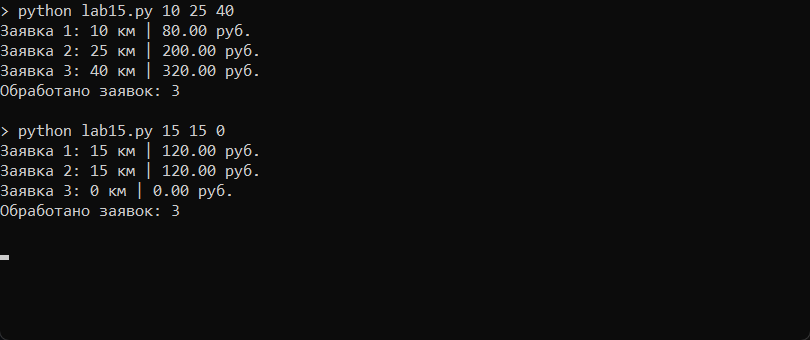 > python lab15.py 10 25 40
Заявка 1: 10 км | 80.00 руб.
Заявка 2: 25 км | 200.00 руб.
Заявка 3: 40 км | 320.00 руб.
Обработано заявок: 3
> python lab15.py 15 15 0
Заявка 1: 15 км | 120.00 руб.
Заявка 2: 15 км | 120.00 руб.
Заявка 3: 0 км | 0.00 руб.
Обработано заявок: 3